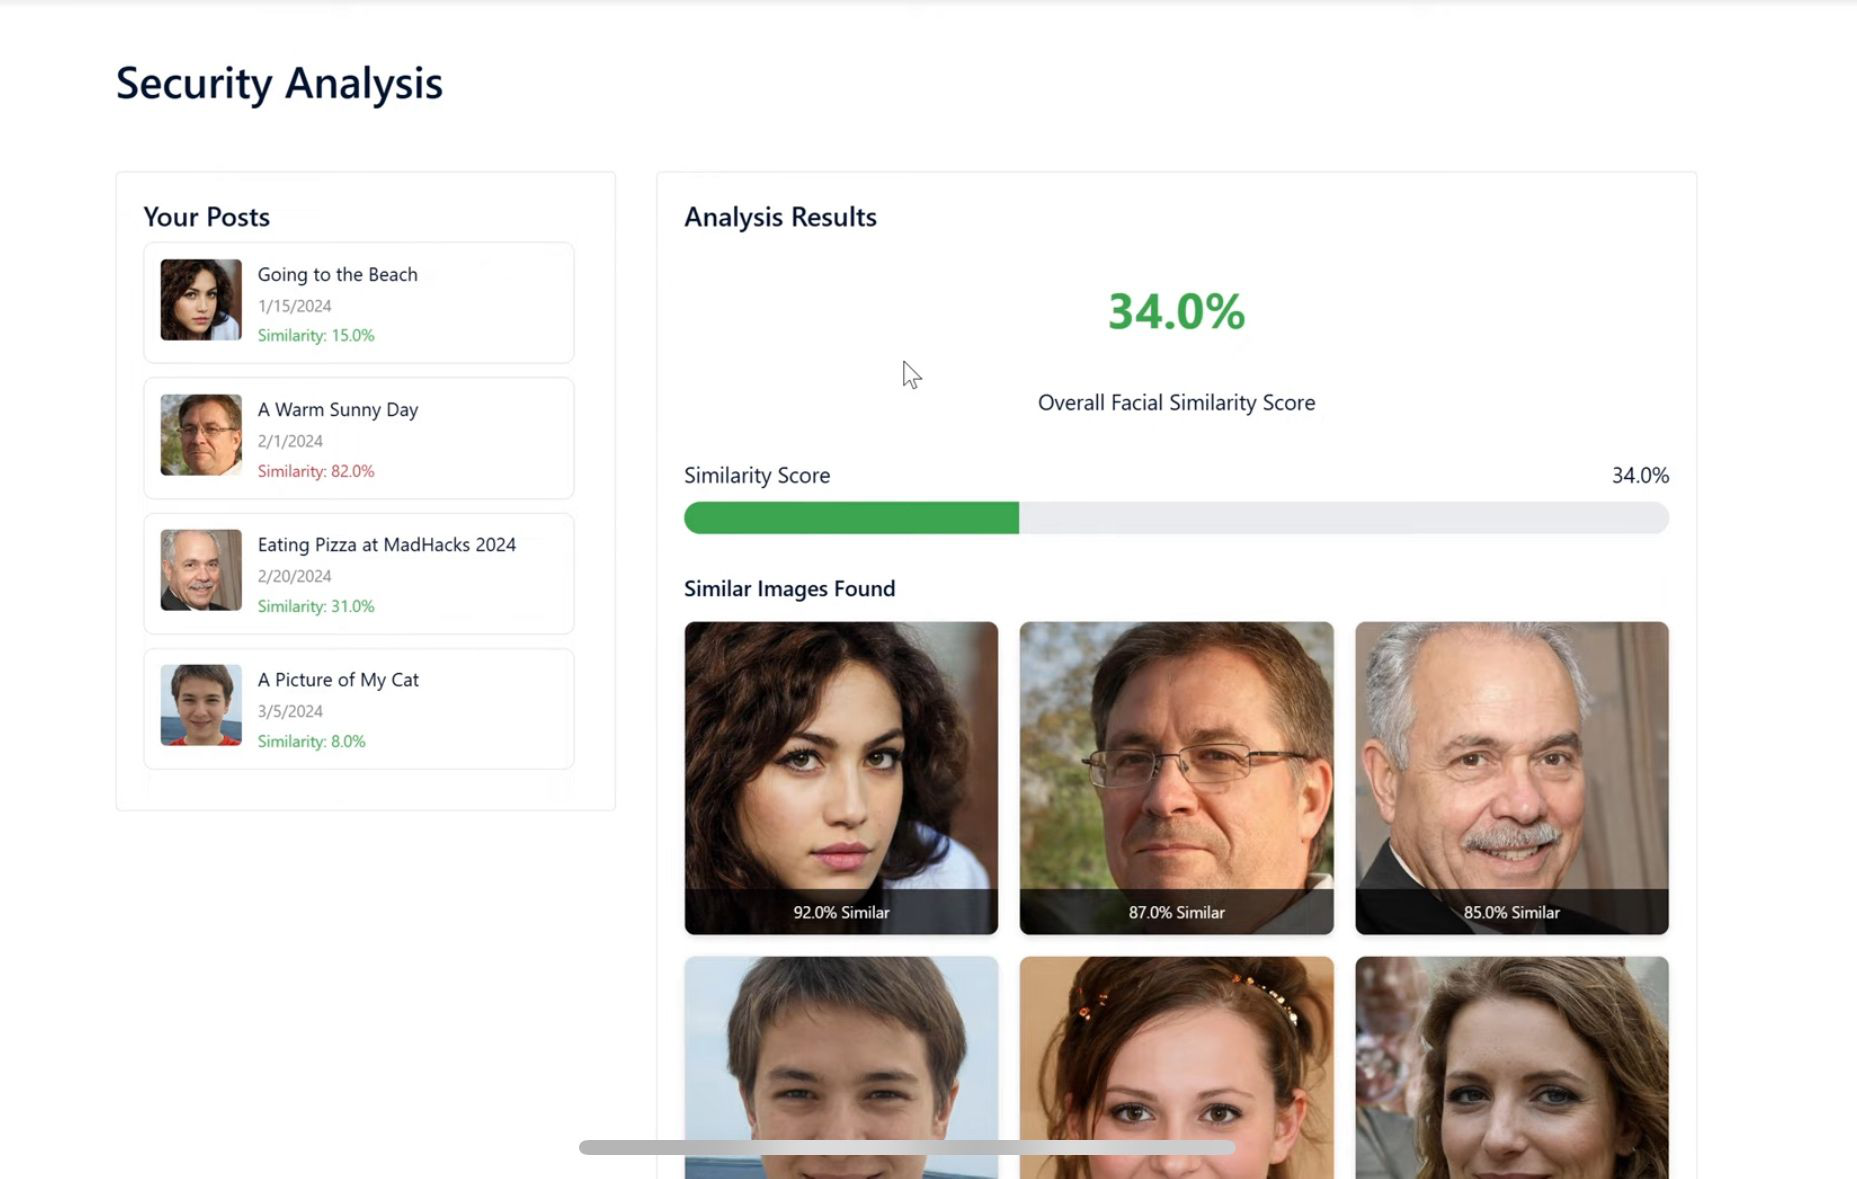 Security Analysis
Your Posts
Going to the Beach
1/15/2024
Similarity: 15.0%
A Warm Sunny Day
2/1/2024
Similarity: 82.0%
Eating Pizza at MadHacks 2024
2/20/2024
Similarity: 31.0%
A Picture of My Cat
3/5/2024
Similarity: 8.0%
Analysis Results
34.0%
Overall Facial Similarity Score
Similarity Score 34.0%
Similar Images Found
92.0% Similar
87.0% Similar
85.0% Similar